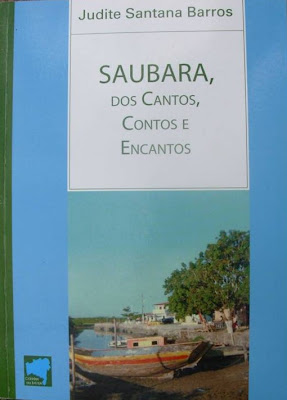 Judite Santana Barros
SAUBARA,
DOS CANTOS,
CONTOS E
ENCANTOS